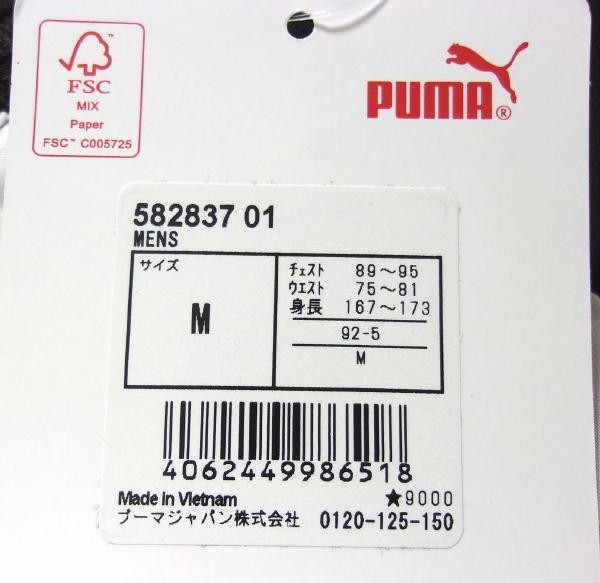 FSC
MIX
Paper
FSC™ C005725
PUMA®
582837 01
MENS
サイズ
M
チェスト 89～95
ウエスト 75～81
身長 167～173
92-5
M
4062449986518
Made in Vietnam ★9000
プーマジャパン株式会社 0120-125-150